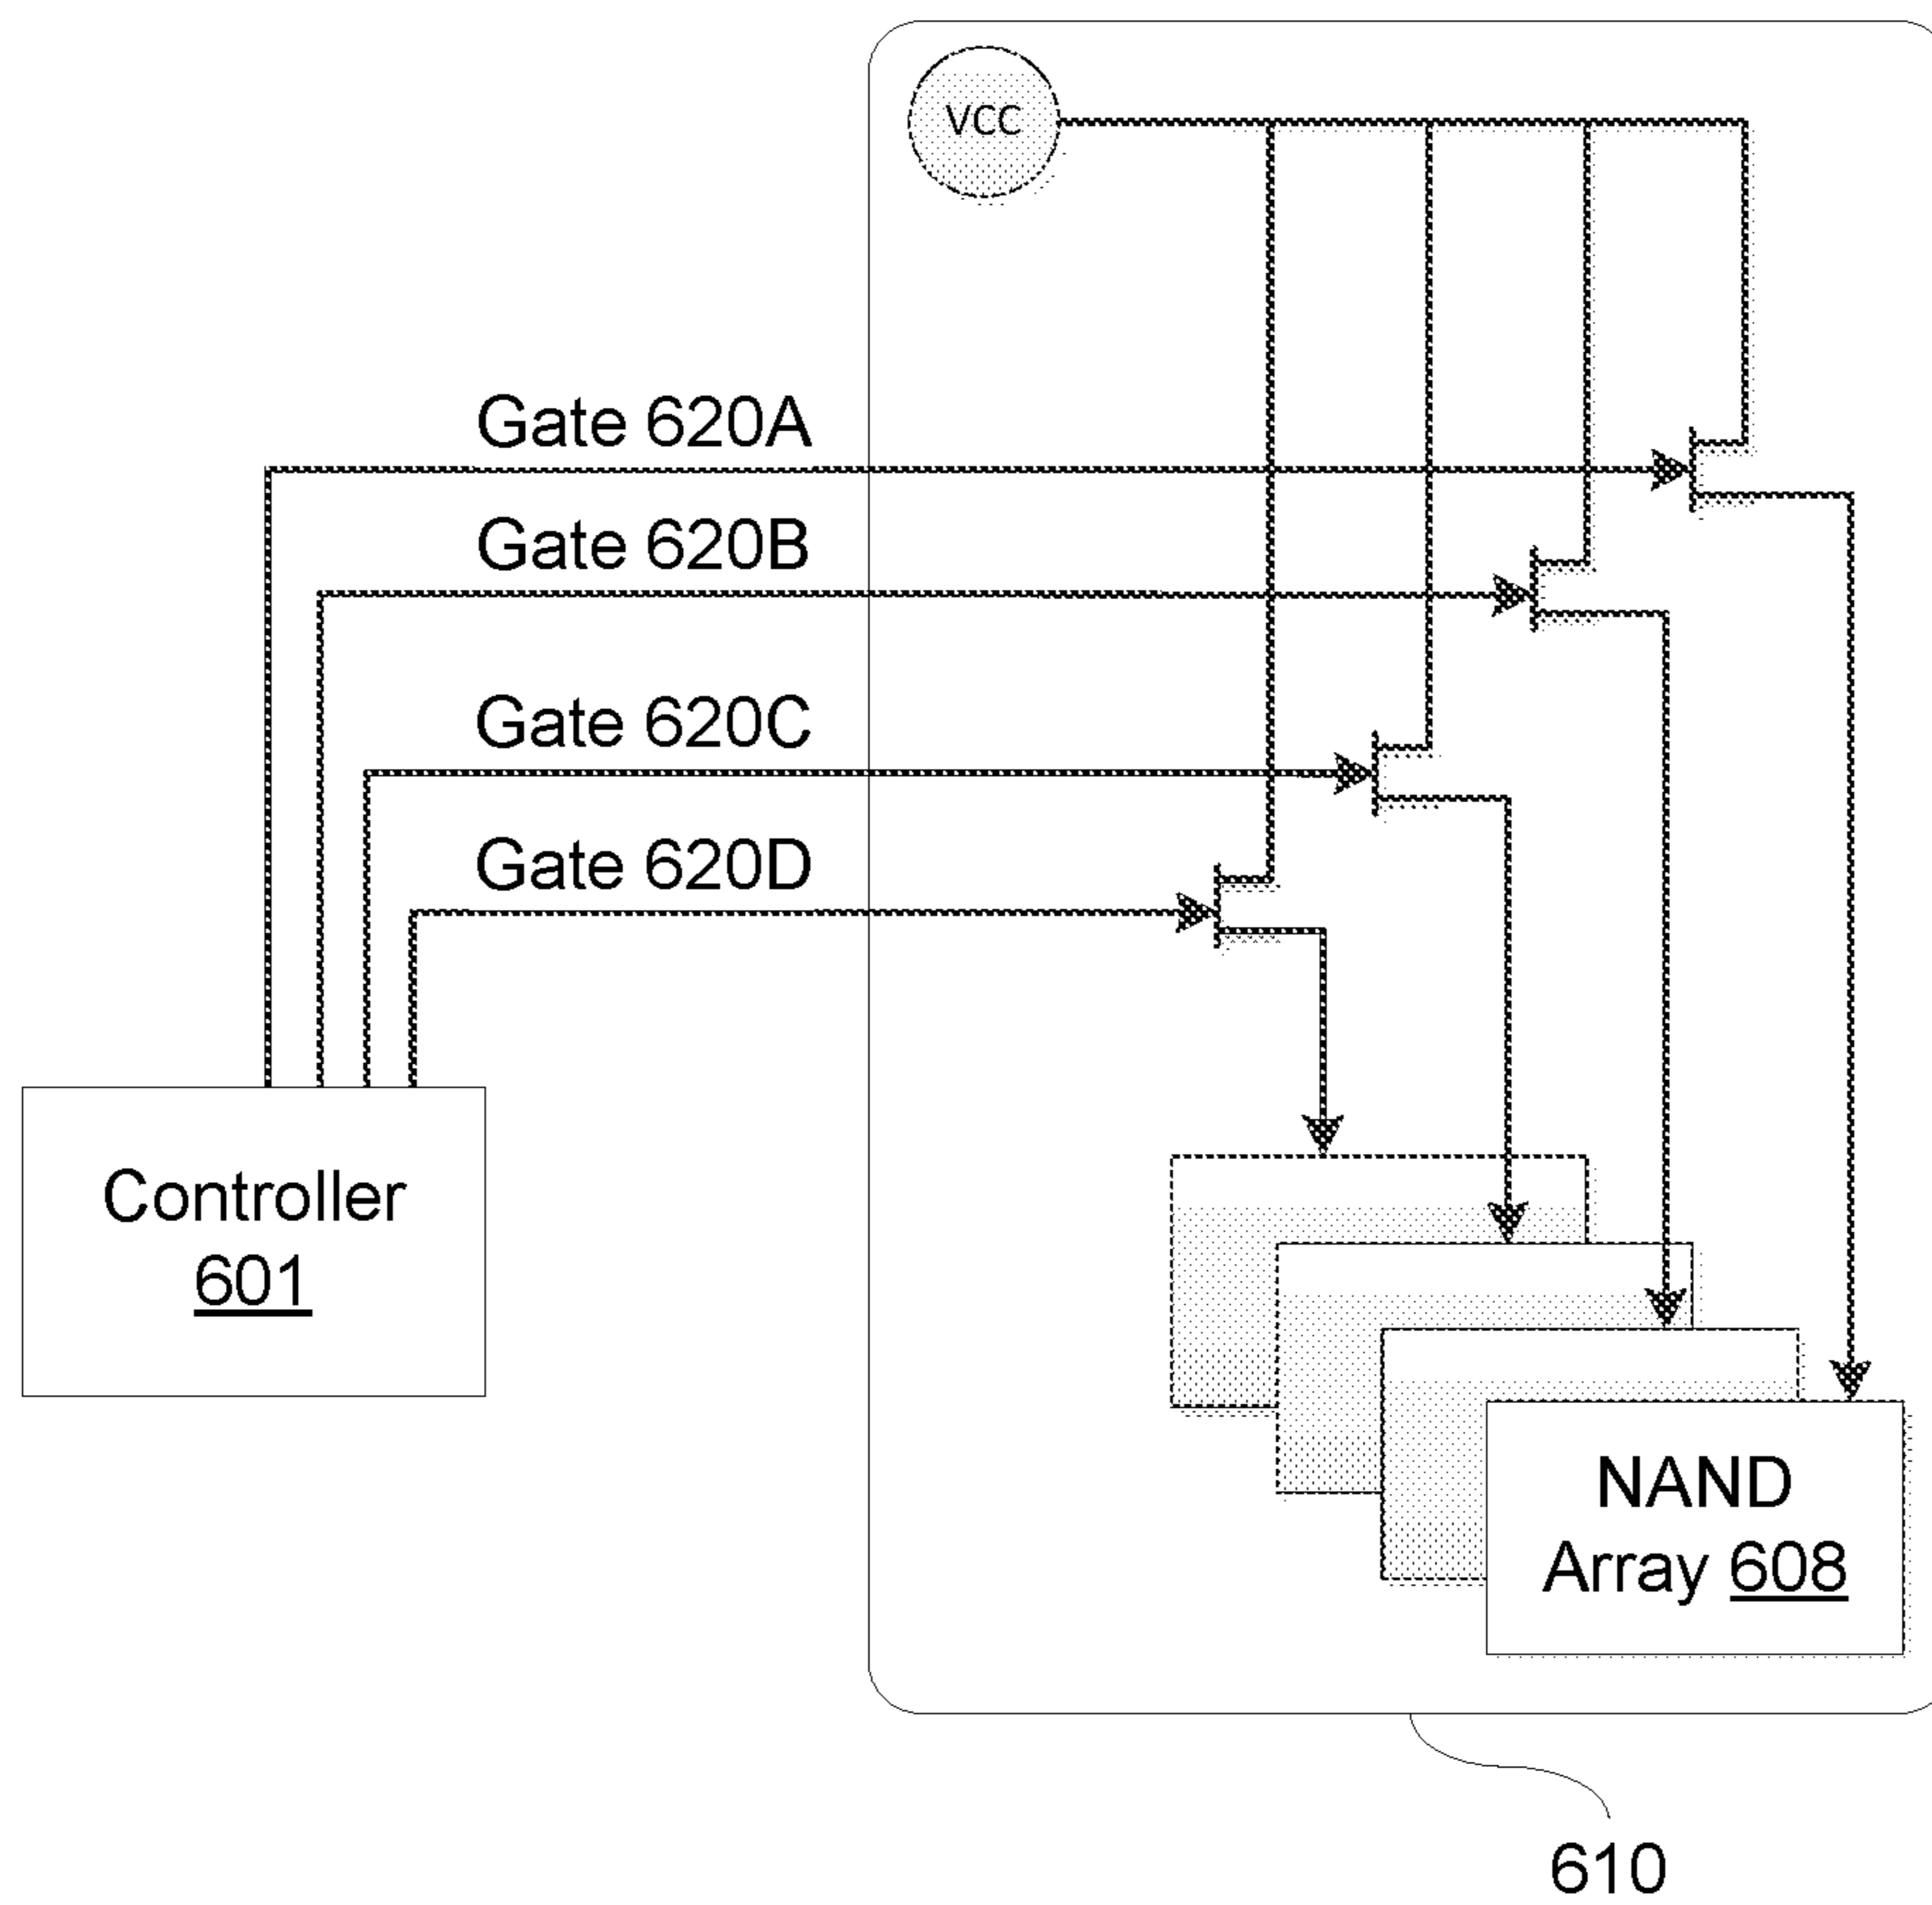 VCC
Gate 620A
Gate 620B
Gate 620C
Gate 620D
Controller
601
NAND
Array 608
610